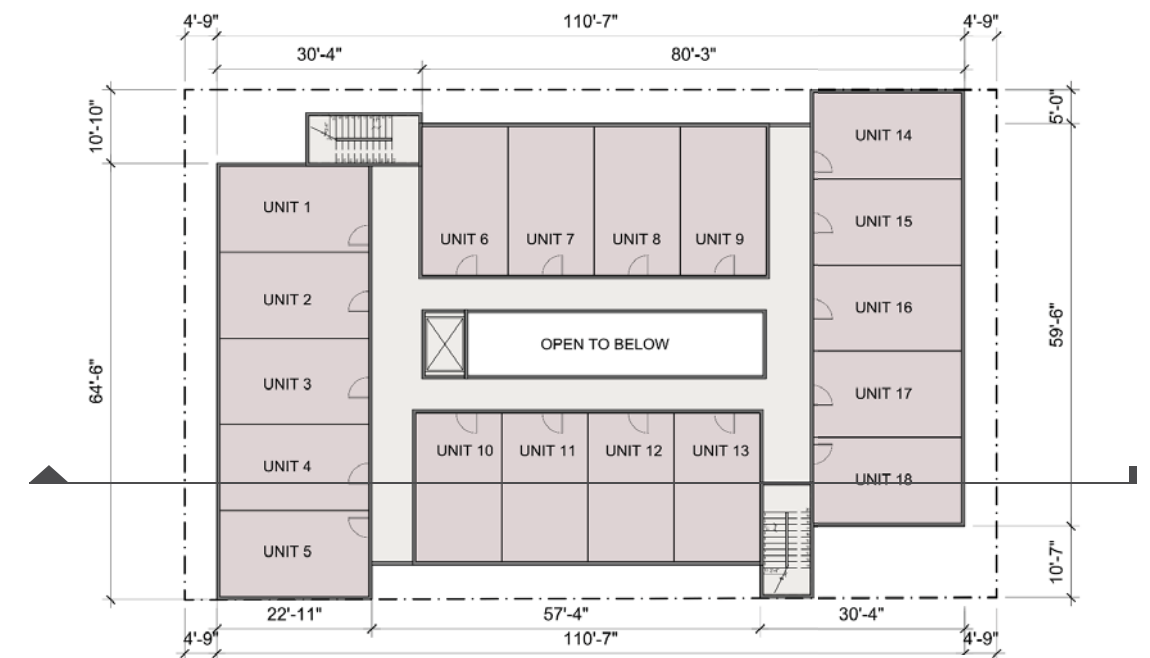 4'-9" 110'-7" 4'-9"
30'-4" 80'-3"
10'-10"
5'-0"
UNIT 14
UNIT 1
UNIT 15
UNIT 6 UNIT 7 UNIT 8 UNIT 9
UNIT 2
UNIT 16
59'-6"
OPEN TO BELOW
64'-6"
UNIT 3
UNIT 17
UNIT 10 UNIT 11 UNIT 12 UNIT 13
UNIT 4
UNIT 18
UNIT 5
10'-7"
22'-11" 57'-4" 30'-4"
4'-9" 110'-7" 4'-9"